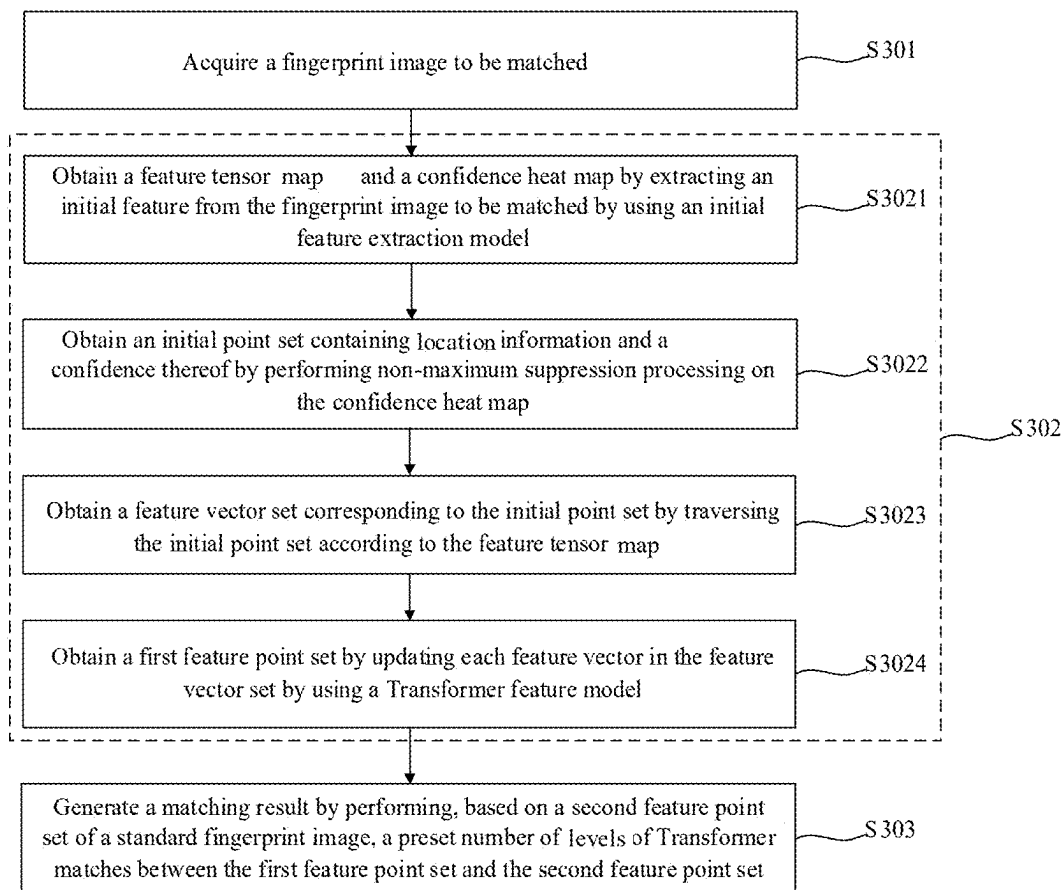 Acquire a fingerprint image to be matched
S301
Obtain a feature tensor map and a confidence heat map by extracting an
initial feature from the fingerprint image to be matched by using an initial
feature extraction model
S3021
Obtain an initial point set containing location information and a
confidence thereof by performing non-maximum suppression processing on
the confidence heat map
S3022
S302
Obtain a feature vector set corresponding to the initial point set by traversing
the initial point set according to the feature tensor map
S3023
Obtain a first feature point set by updating each feature vector in the feature
vector set by using a Transformer feature model
S3024
Generate a matching result by performing, based on a second feature point
set of a standard fingerprint image, a preset number of levels of Transformer
matches between the first feature point set and the second feature point set
S303